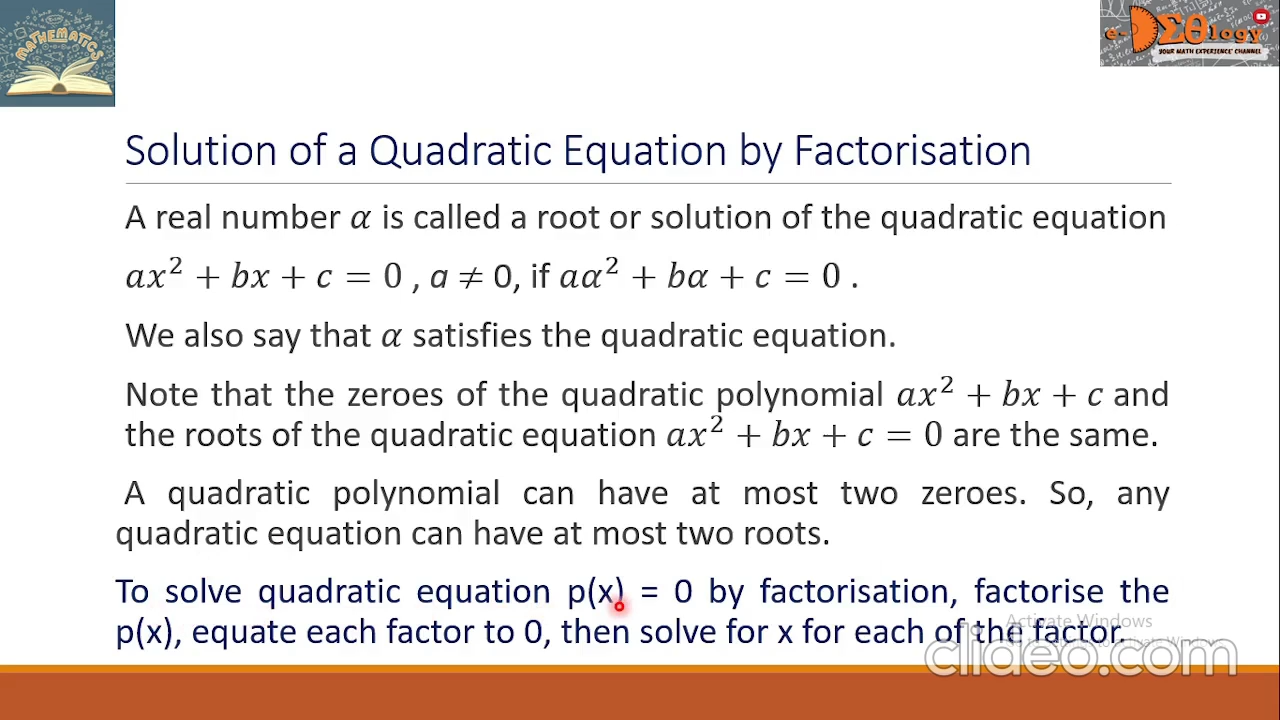 MATHEMATICS
e-DΣθlogy
YOUR MATH EXPERIENCE CHANNEL
Solution of a Quadratic Equation by Factorisation
A real number α is called a root or solution of the quadratic equation
ax² + bx + c = 0 , a ≠ 0, if aα² + bα + c = 0 .
We also say that α satisfies the quadratic equation.
Note that the zeroes of the quadratic polynomial ax² + bx + c and
the roots of the quadratic equation ax² + bx + c = 0 are the same.
A quadratic polynomial can have at most two zeroes. So, any
quadratic equation can have at most two roots.
To solve quadratic equation p(x) = 0 by factorisation, factorise the
p(x), equate each factor to 0, then solve for x for each of the factor.
Activate Windows
clideo.com